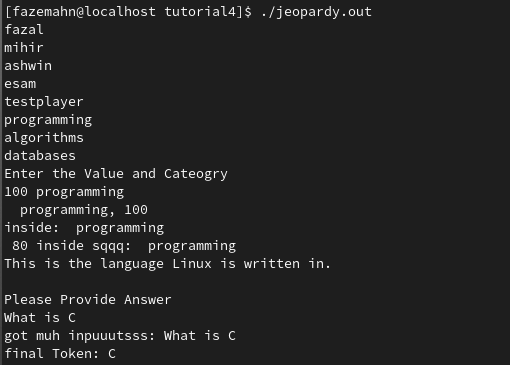 [fazemahn@localhost tutorial4]$ ./jeopardy.out
fazal
mihir
ashwin
esam
testplayer
programming
algorithms
databases
Enter the Value and Cateogry
100 programming
  programming, 100
inside:  programming
 80 inside sqqq:  programming
This is the language Linux is written in.

Please Provide Answer
What is C
got muh inpuuutsss: What is C
final Token: C